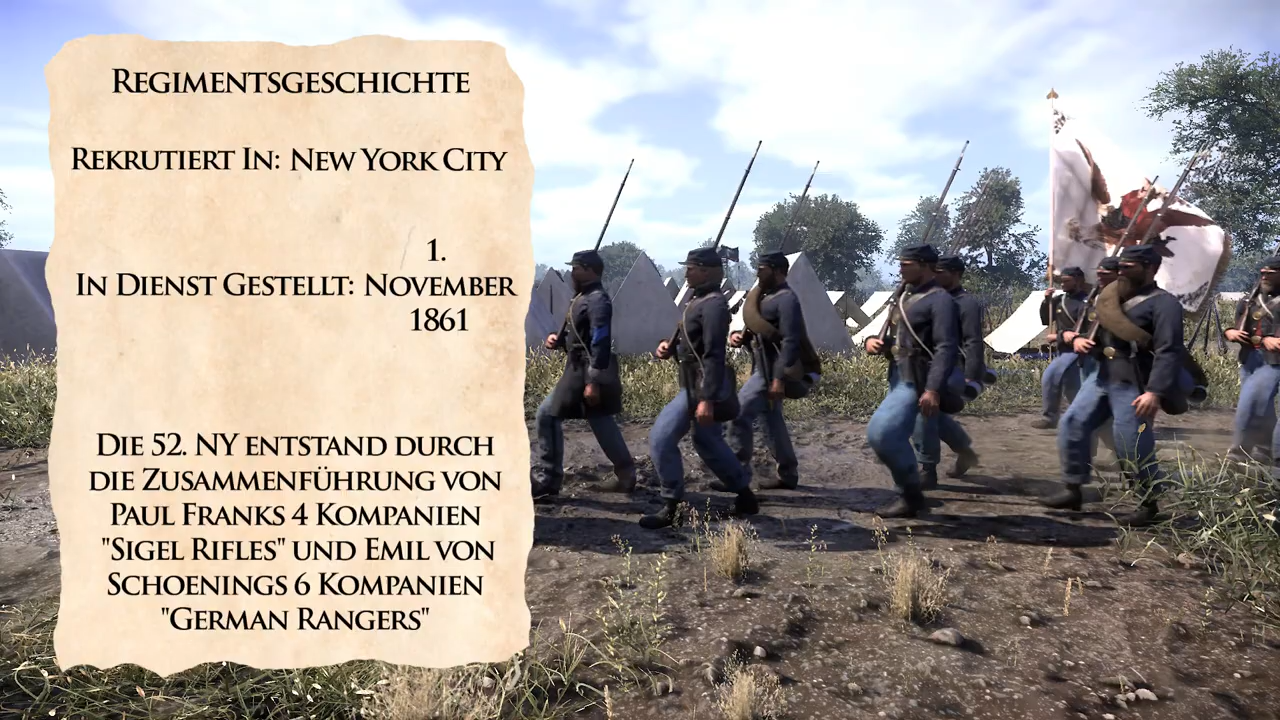 Regimentsgeschichte
Rekrutiert In: New York City
1.
In Dienst Gestellt: November
1861
Die 52. NY entstand durch
die Zusammenführung von
Paul Franks 4 Kompanien
"Sigel Rifles" und Emil von
Schoenings 6 Kompanien
"German Rangers"